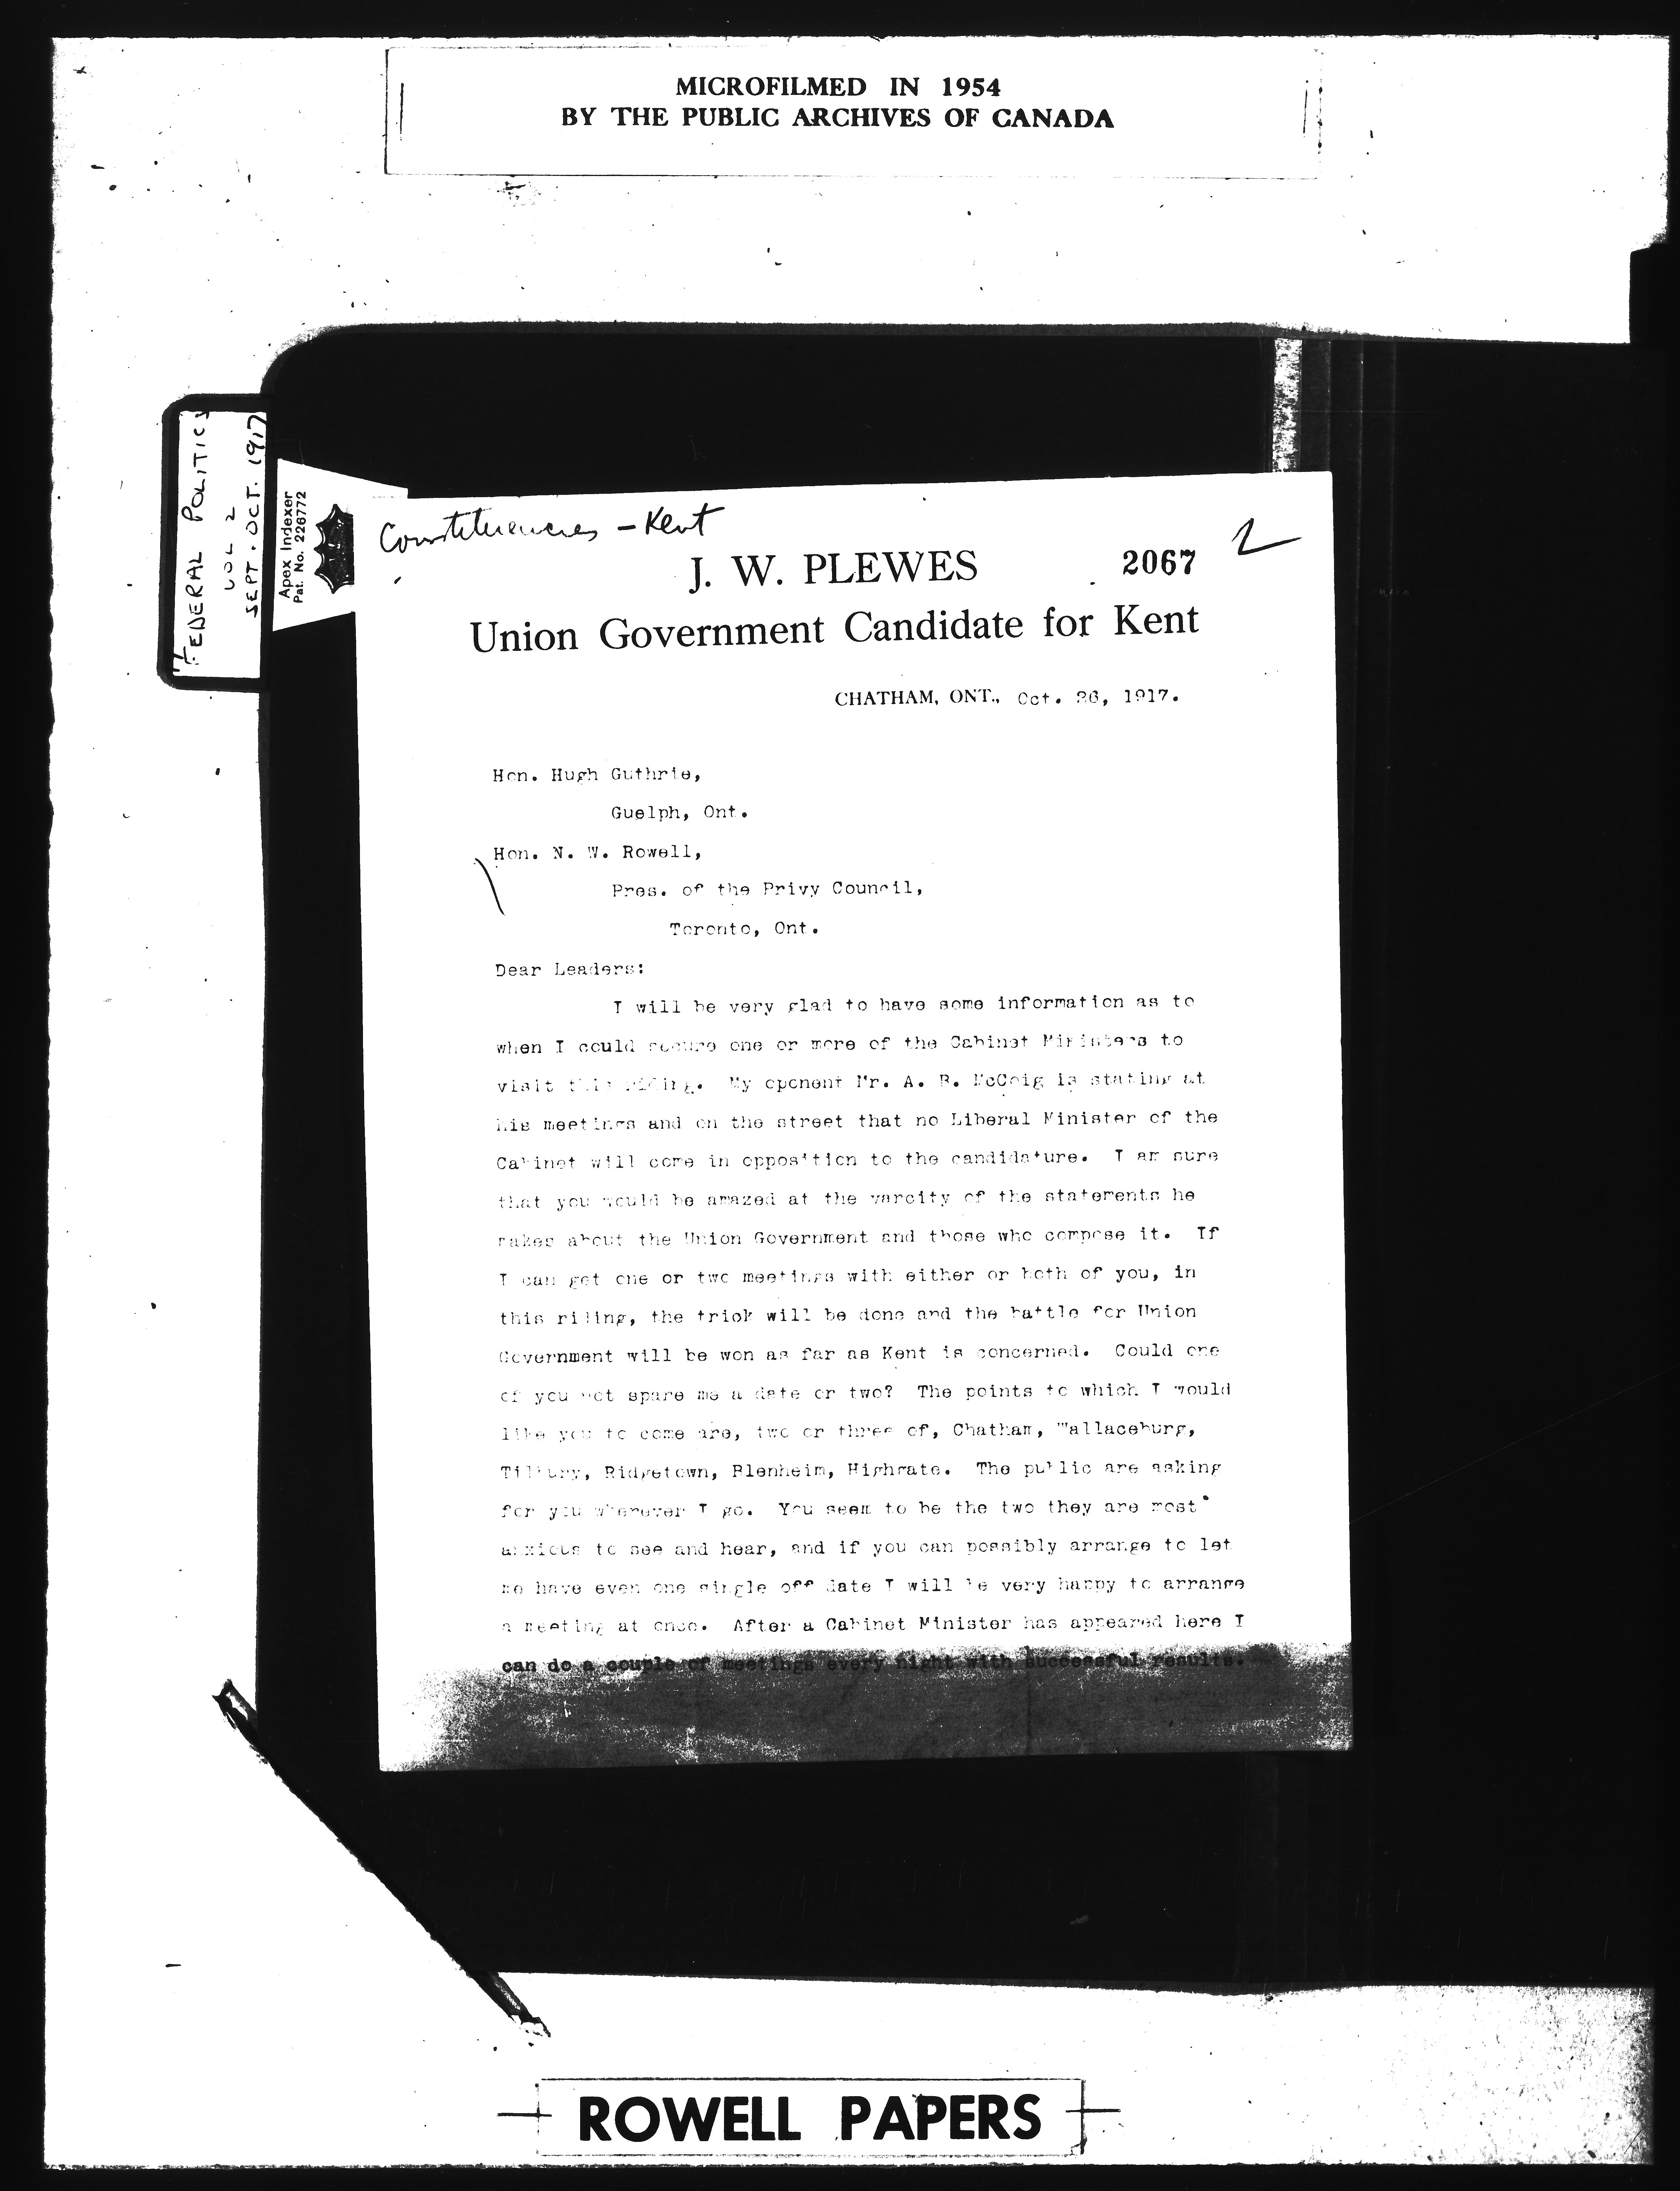 MICROFILMED IN 1954
BY THE PUBLIC ARCHIVES OF CANADA
FEDERAL POLITICS
VOL 2
SEPT. OCT. 1917
Apex Indexer
Pat. No. 226772
Constituencies - Kent
2
J. W. PLEWES
2067
Union Government Candidate for Kent
CHATHAM, ONT., Oct. 26, 1917.
Hon. Hugh Guthrie,
Guelph, Ont.
Hon. N. W. Rowell,
Pres. of the Privy Council,
Toronto, Ont.
Dear Leaders:
I will be very glad to have some information as to
when I could secure one or more of the Cabinet Ministers to
visit this riding. My oponent Mr. A. B. McCoig is stating at
his meetings and on the street that no Liberal Minister of the
Cabinet will come in opposition to the candidature. I am sure
that you would be amazed at the varcity of the statements he
makes about the Union Government and those who compose it. If
I can get one or two meetings with either or both of you, in
this riding, the trick will be done and the battle for Union
Government will be won as far as Kent is concerned. Could one
of you not spare me a date or two? The points to which I would
like you to come are, two or three of, Chatham, Wallaceburg,
Tilbury, Ridgetown, Blenheim, Highgate. The public are asking
for you wherever I go. You seem to be the two they are most
anxious to see and hear, and if you can possibly arrange to let
me have even one single off date I will be very happy to arrange
a meeting at once. After a Cabinet Minister has appeared here I
can do a couple of meetings every night with successful results.
ROWELL PAPERS